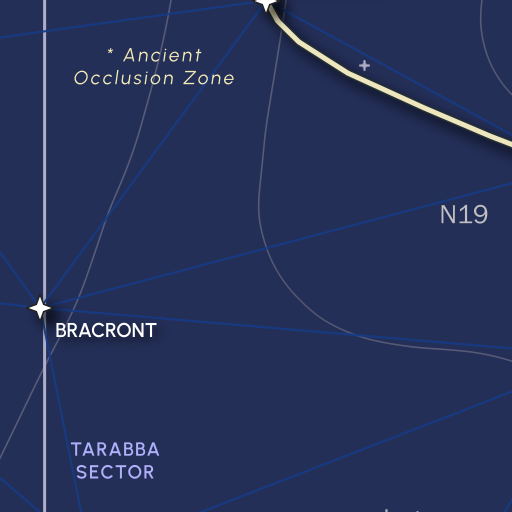 * Ancient
Occlusion Zone
N19
BRACRONT
TARABBA
SECTOR